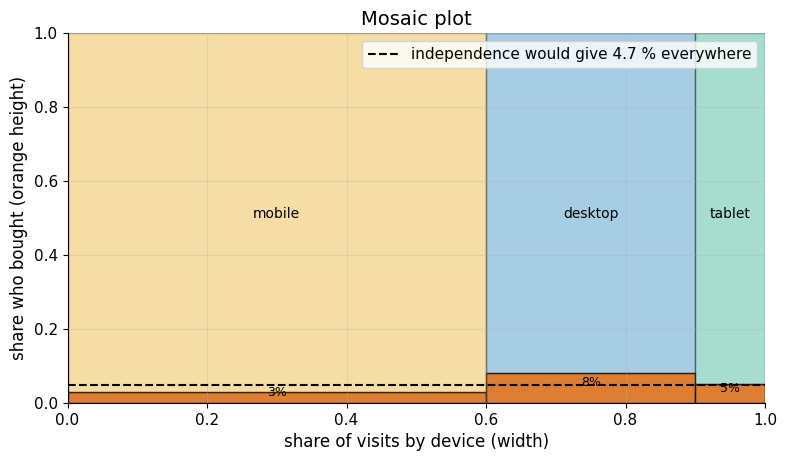 Mosaic plot
independence would give 4.7 % everywhere
share who bought (orange height)
1.0
0.8
0.6
0.4
0.2
0.0
mobile
desktop
tablet
3%
8%
5%
0.0
0.2
0.4
0.6
0.8
1.0
share of visits by device (width)